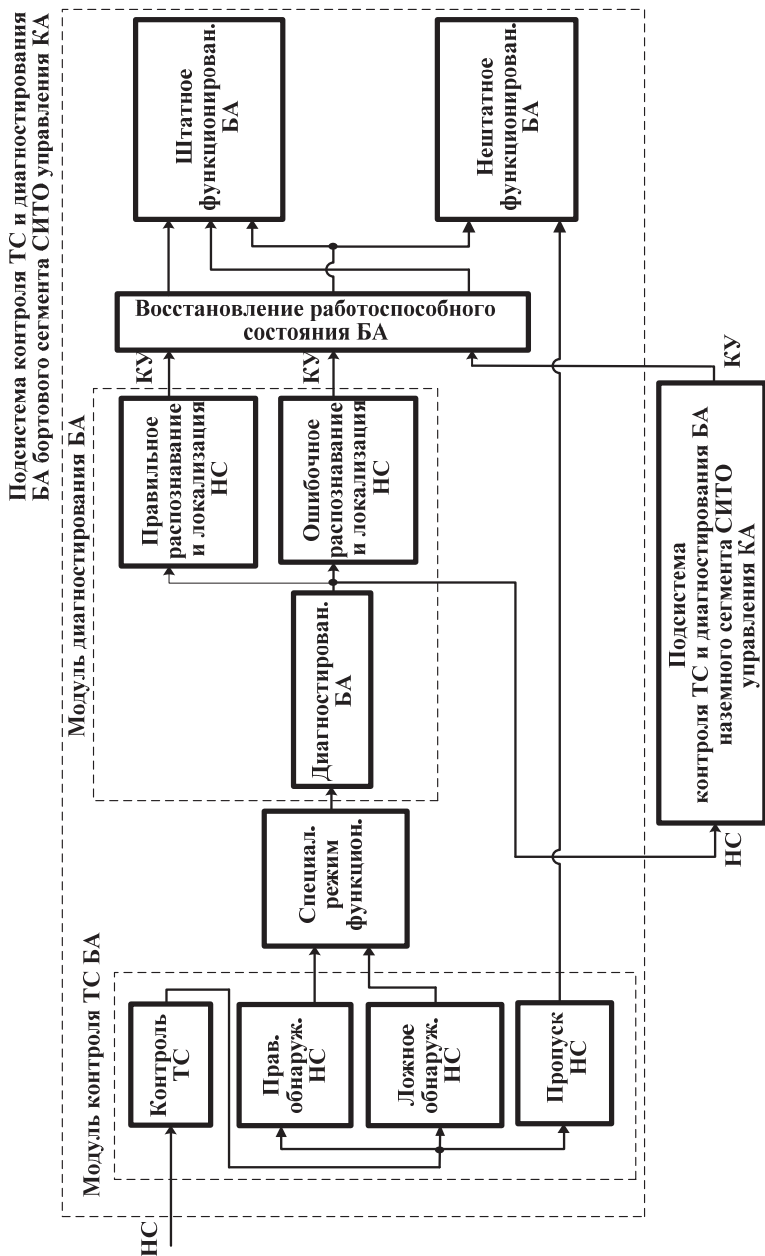 Подсистема контроля ТС и диагностирования
БА бортового сегмента СИТО управления КА
Модуль контроля ТС БА
НС
Контроль
ТС
Прав.
обнаруж.
НС
Ложное
обнаруж.
НС
Пропуск
НС
Специал.
режим
функцион.
Модуль диагностирования БА
Диагностирован.
БА
Правильное
распознавание
и локализация
НС
Ошибочное
распознавание
и локализация
НС
КУ
КУ
Восстановление работоспособного
состояния БА
Штатное
функционирован.
БА
Нештатное
функционирован.
БА
НС
Подсистема
контроля ТС и диагностирования БА
наземного сегмента СИТО
управления КА
КУ